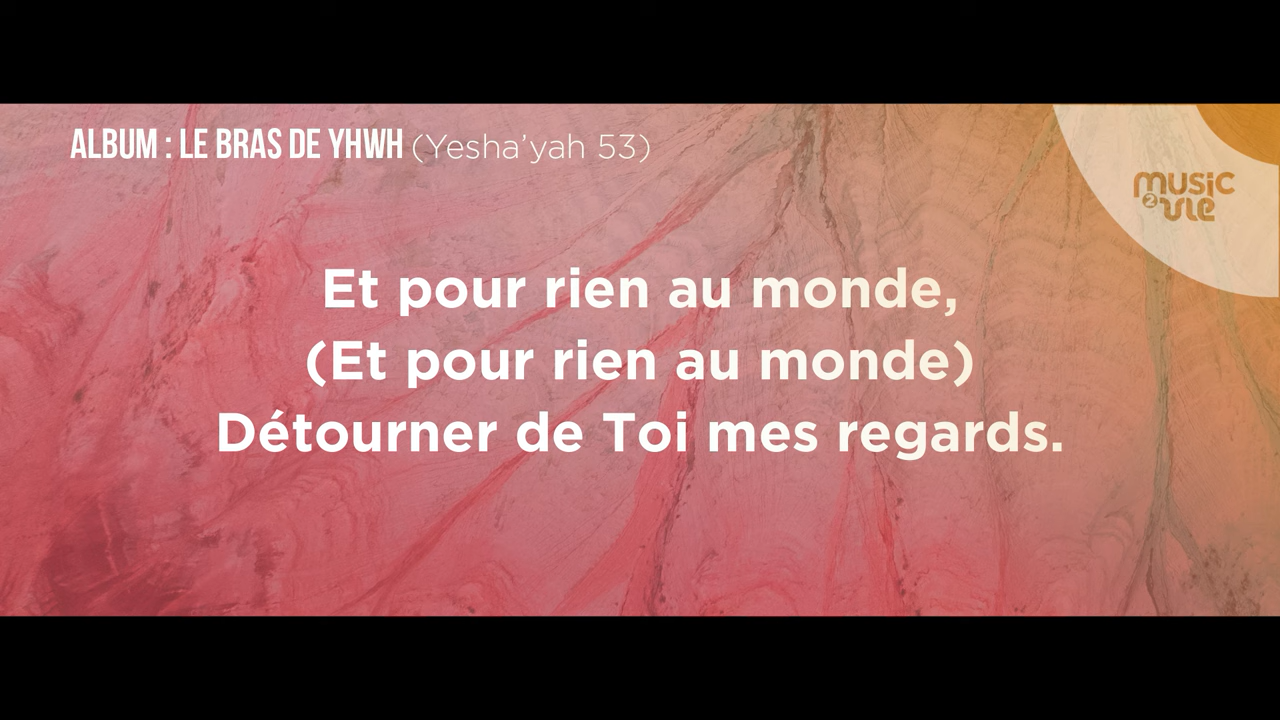 ALBUM : LE BRAS DE YHWH (Yesha'yah 53)
music
2 vie
Et pour rien au monde,
(Et pour rien au monde)
Détourner de Toi mes regards.